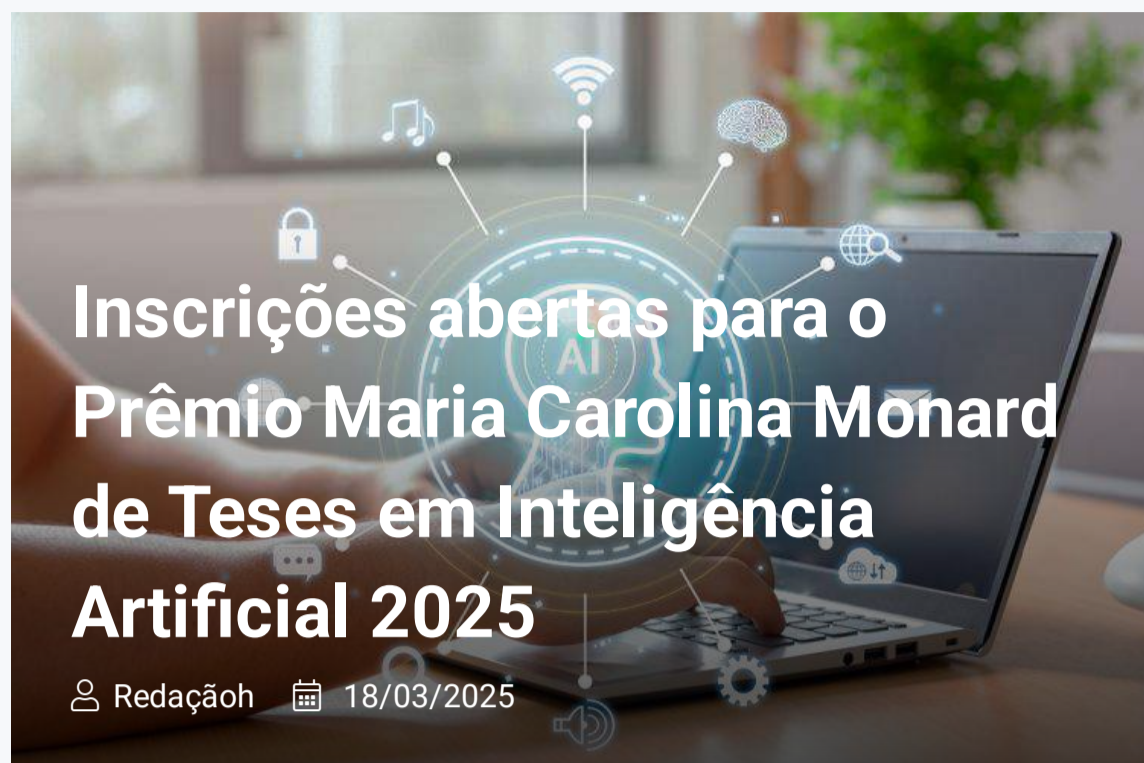 AI
Inscrições abertas para o
Prêmio Maria Carolina Monard
de Teses em Inteligência
Artificial 2025
Redaçãoh 18/03/2025